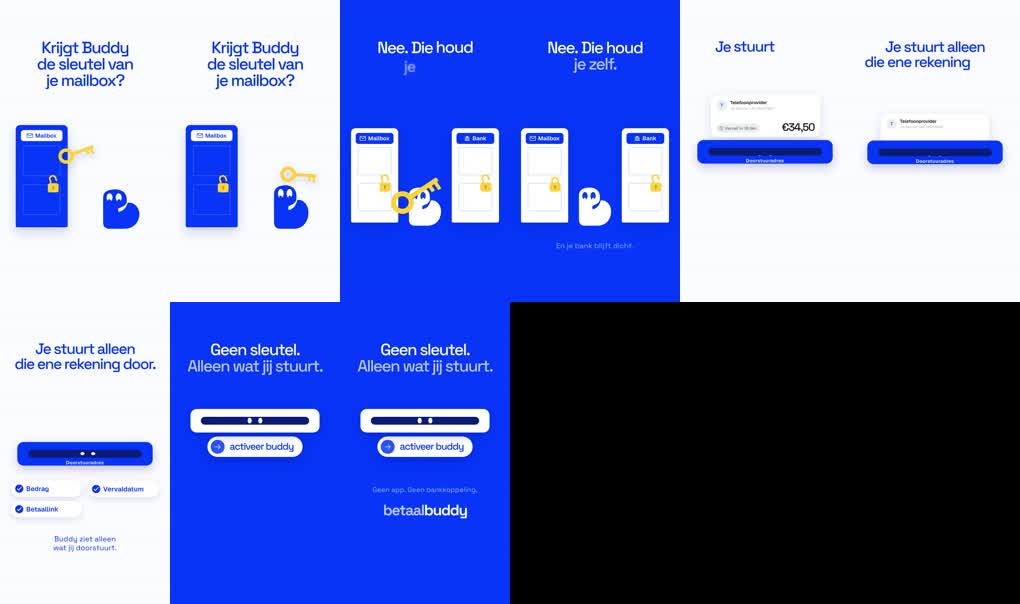 Krijgt Buddy
de sleutel van
je mailbox?
Mailbox
Krijgt Buddy
de sleutel van
je mailbox?
Mailbox
Nee. Die houd
je
Mailbox
Bank
Nee. Die houd
je zelf.
Mailbox
Bank
En je bank blijft dicht.
Je stuurt
T
Telefoonprovider
€34,50
Doorstuuradres
Je stuurt alleen
die ene rekening
T
Telefoonprovider
Doorstuuradres
Je stuurt alleen
die ene rekening door.
Doorstuuradres
Bedrag
Vervaldatum
Betaallink
Buddy ziet alleen
wat jij doorstuurt.
Geen sleutel.
Alleen wat jij stuurt.
activeer buddy
Geen sleutel.
Alleen wat jij stuurt.
activeer buddy
Geen app. Geen bankkoppeling.
betaalbuddy